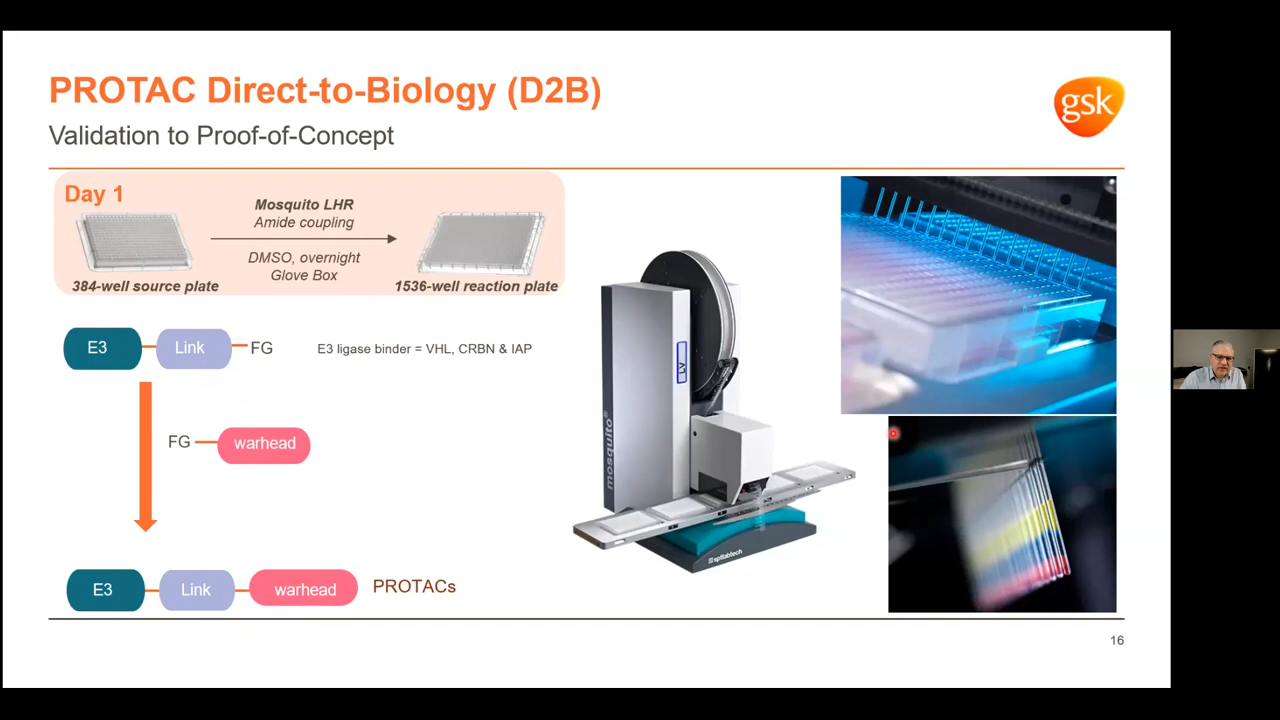 PROTAC Direct-to-Biology (D2B)
gsk
Validation to Proof-of-Concept
Day 1
Mosquito LHR
Amide coupling
DMSO, overnight
Glove Box
384-well source plate
1536-well reaction plate
E3
Link
FG
E3 ligase binder = VHL, CRBN & IAP
FG
warhead
E3
Link
warhead
PROTACs
LV
mosquito®
sptlabtech
16